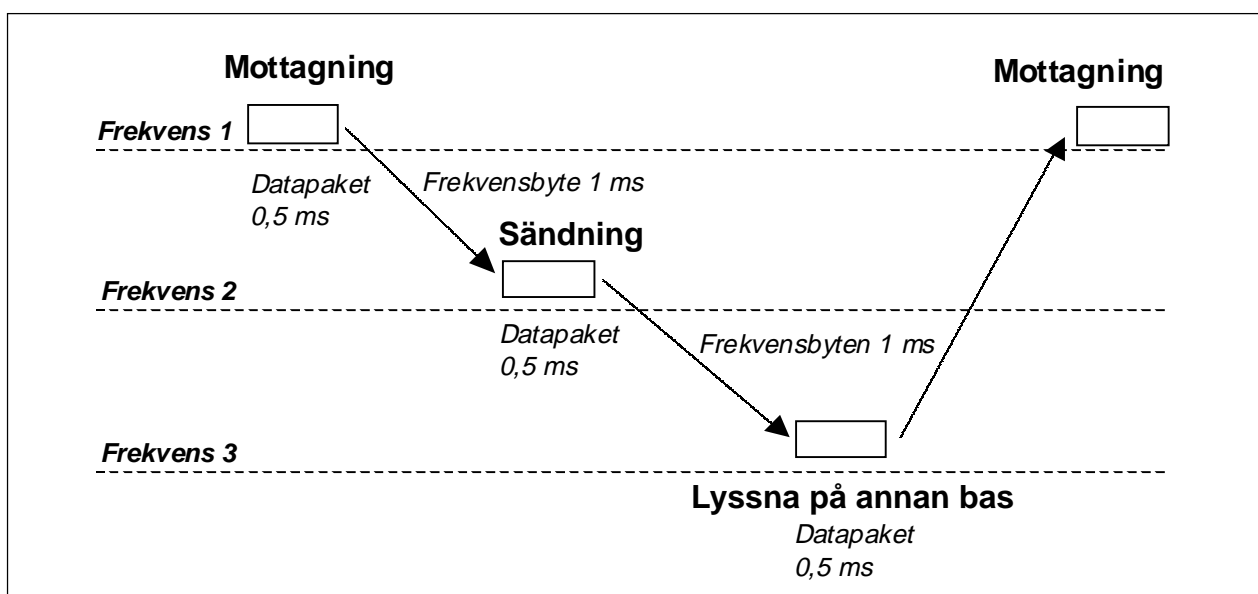 Mottagning
Mottagning
Frekvens 1
Datapaket
0,5 ms
Frekvensbyte 1 ms
Sändning
Frekvens 2
Datapaket
0,5 ms
Frekvensbyten 1 ms
Frekvens 3
Lyssna på annan bas
Datapaket
0,5 ms